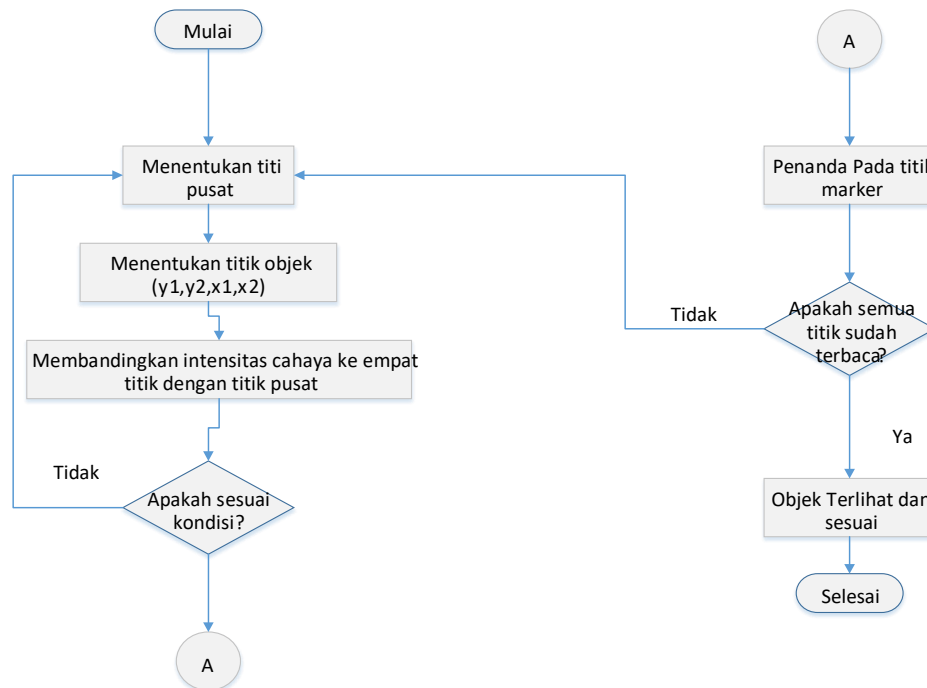 Mulai
Menentukan titi
pusat
Menentukan titik objek
(y1,y2,x1,x2)
Membandingkan intensitas cahaya ke empat
titik dengan titik pusat
Tidak
Apakah sesuai
kondisi?
A
A
Penanda Pada titik
marker
Tidak
Apakah semua
titik sudah
terbaca?
Ya
Objek Terlihat dan
sesuai
Selesai